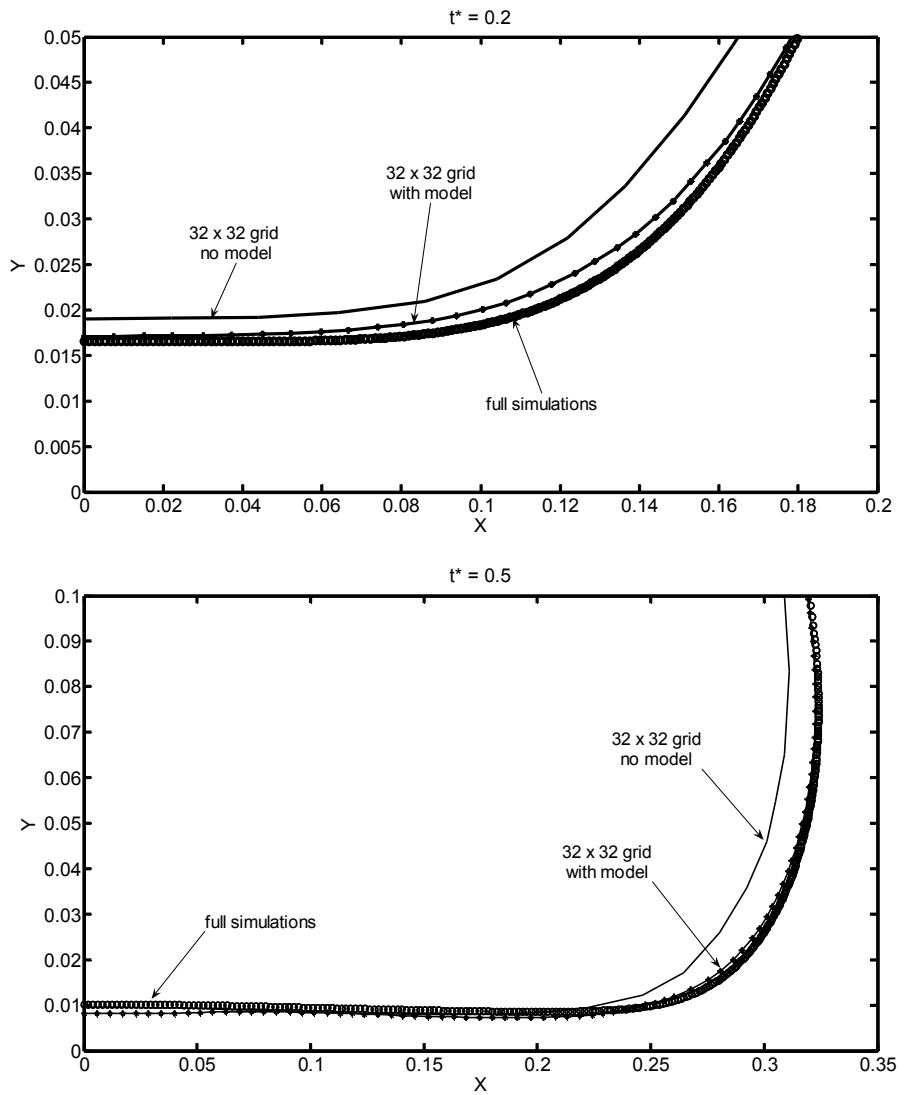 t* = 0.2
0.05
0.045
0.04
0.035
0.03
0.025
0.02
0.015
0.01
0.005
0
Y
32 x 32 grid
with model
32 x 32 grid
no model
full simulations
0 0.02 0.04 0.06 0.08 0.1 0.12 0.14 0.16 0.18 0.2
X
t* = 0.5
0.1
0.09
0.08
0.07
0.06
0.05
0.04
0.03
0.02
0.01
0
Y
32 x 32 grid
no model
32 x 32 grid
with model
full simulations
0 0.05 0.1 0.15 0.2 0.25 0.3 0.35
X